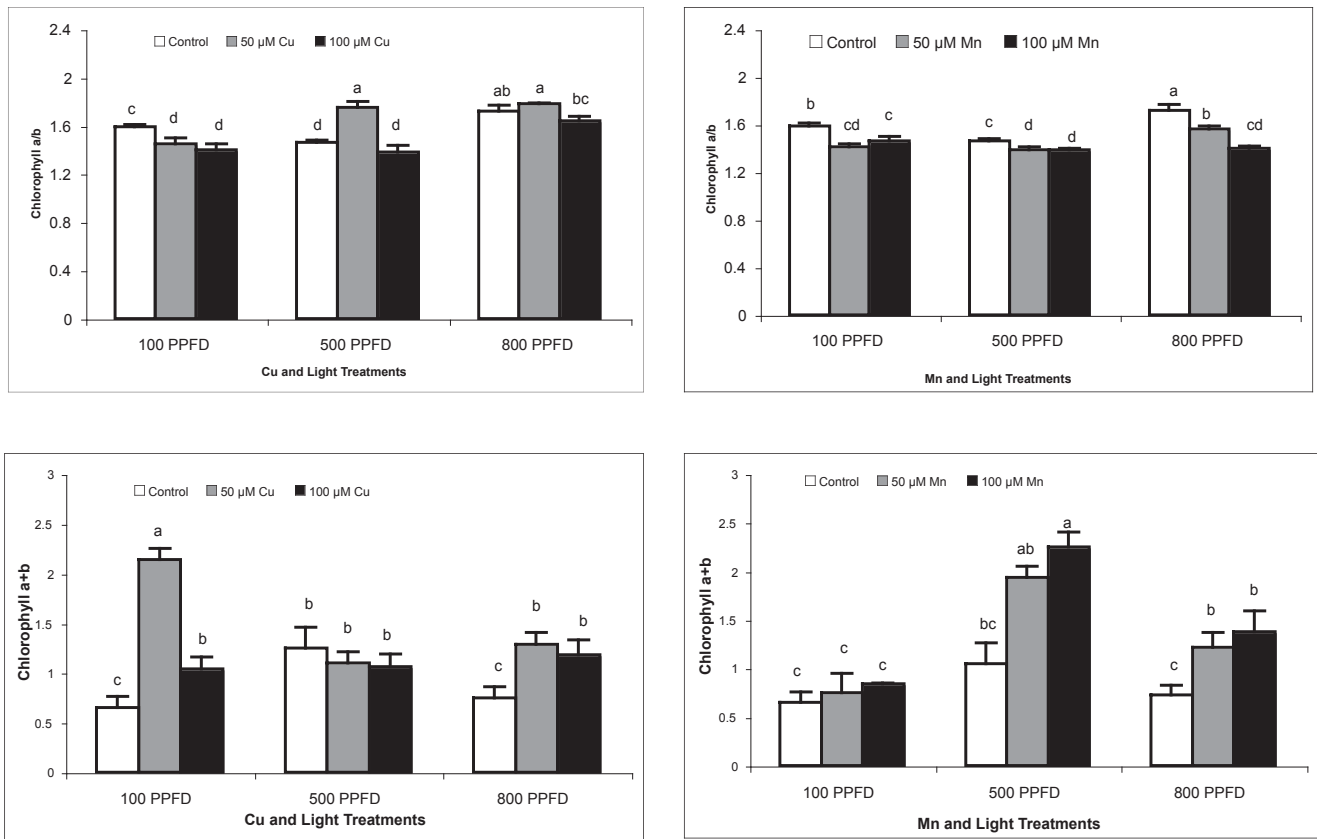 2.4
2
1.6
1.2
0.8
0.4
0
Chlorophyll a/b
Control 50 µM Cu 100 µM Cu
c d d d a d ab a bc
100 PPFD 500 PPFD 800 PPFD
Cu and Light Treatments
2.4
2
1.6
1.2
0.8
0.4
0
Chlorophyll a/b
Control 50 µM Mn 100 µM Mn
b cd c c d d a b cd
100 PPFD 500 PPFD 800 PPFD
Mn and Light Treatments
3
2.5
2
1.5
1
0.5
0
Chlorophyll a+b
Control 50 µM Cu 100 µM Cu
c a b b b b c b b
100 PPFD 500 PPFD 800 PPFD
Cu and Light Treatments
3
2.5
2
1.5
1
0.5
0
Chlorophyll a+b
Control 50 µM Mn 100 µM Mn
c c c bc ab a c b b
100 PPFD 500 PPFD 800 PPFD
Mn and Light Treatments